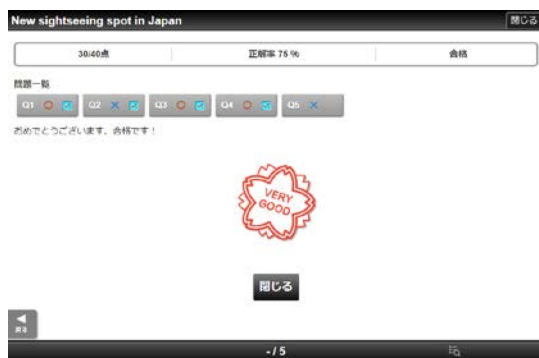 New sightseeing spot in Japan 閉じる
30/40点 正解率 75 % 合格
問題一覧
Q1 Q2 Q3 Q4 Q5
おめでとうございます。合格です！
VERY
GOOD
閉じる
戻る
- / 5